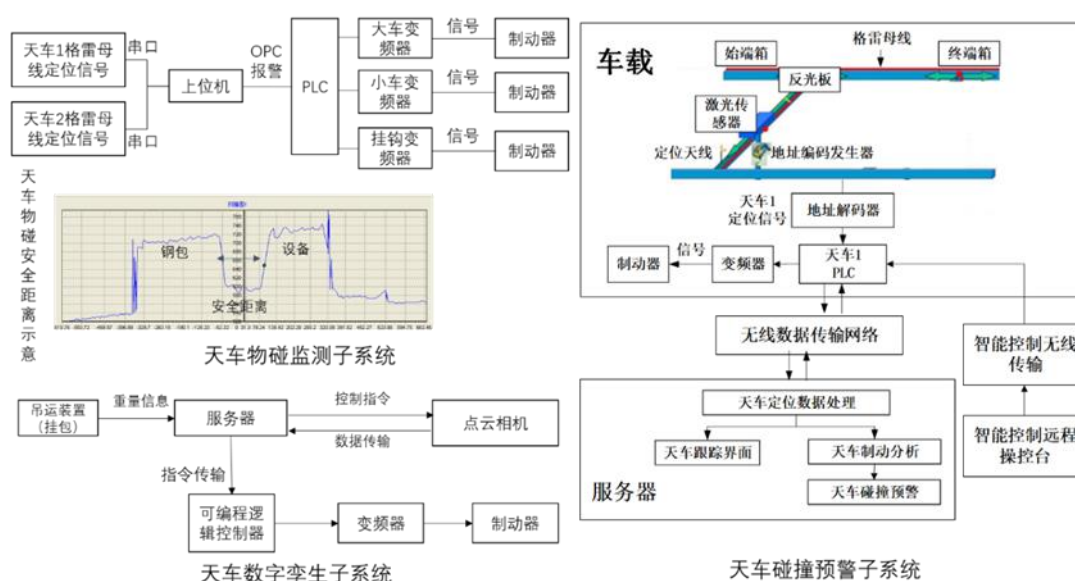 天车1格雷母
线定位信号
串口
天车2格雷母
线定位信号
串口
上位机
OPC
报警
PLC
大车变
频器
信号
制动器
小车变
频器
信号
制动器
挂钩变
频器
信号
制动器
天车物碰安全距离示意
钢包
设备
安全距离
天车物碰监测子系统
吊运装置
(挂包)
重量信息
服务器
控制指令
数据传输
点云相机
指令传输
可编程逻
辑控制器
变频器
制动器
天车数字孪生子系统
车载
始端箱
格雷母线
终端箱
反光板
激光传
感器
定位天线
地址编码发生器
天车1
定位信号
地址解码器
制动器
信号
变频器
天车1
PLC
无线数据传输网络
智能控制无线
传输
智能控制远程
操控台
天车定位数据处理
天车跟踪界面
天车制动分析
天车碰撞预警
服务器
天车碰撞预警子系统